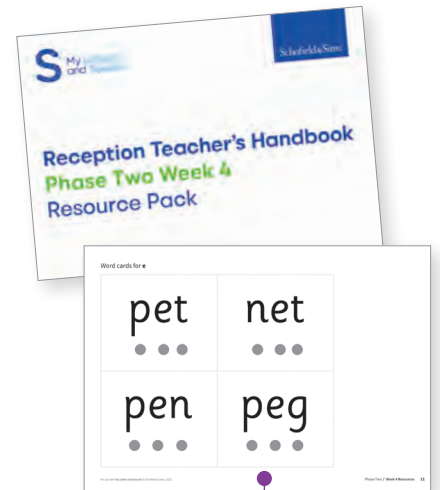 S My
and
Schofield & Sims
Reception Teacher's Handbook
Phase Two Week 4
Resource Pack
Word cards for e
pet net
pen peg
Phase Two / Week 4 Resources 11